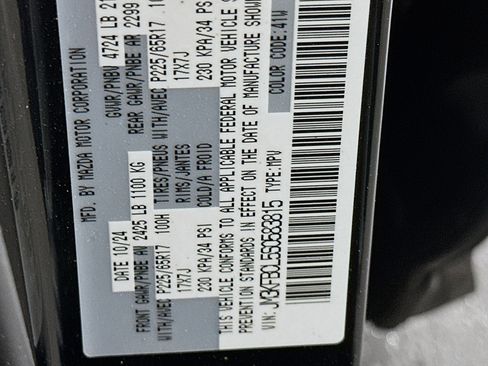 MFD. BY MAZDA MOTOR CORPORATION
DATE 10/24 GVWR/PNBV 4724 LB
FRONT GAWR/PNBE AV 2425 LB 1100 KG REAR GAWR/PNBE AR 2299
WITH/AVEC P225/65R17 100H TIRES/PNEUS WITH/AVEC P225/65R17
17X7J RIMS/JANTES 17X7J
230 KPA/34 PSI COLD/A FROID 230 KPA/34 PSI
THIS VEHICLE CONFORMS TO ALL APPLICABLE FEDERAL MOTOR VEHICLE
PREVENTION STANDARDS IN EFFECT ON THE DATE OF MANUFACTURE SHOWN
VIN: TYPE: MPV COLOR CODE: 41W